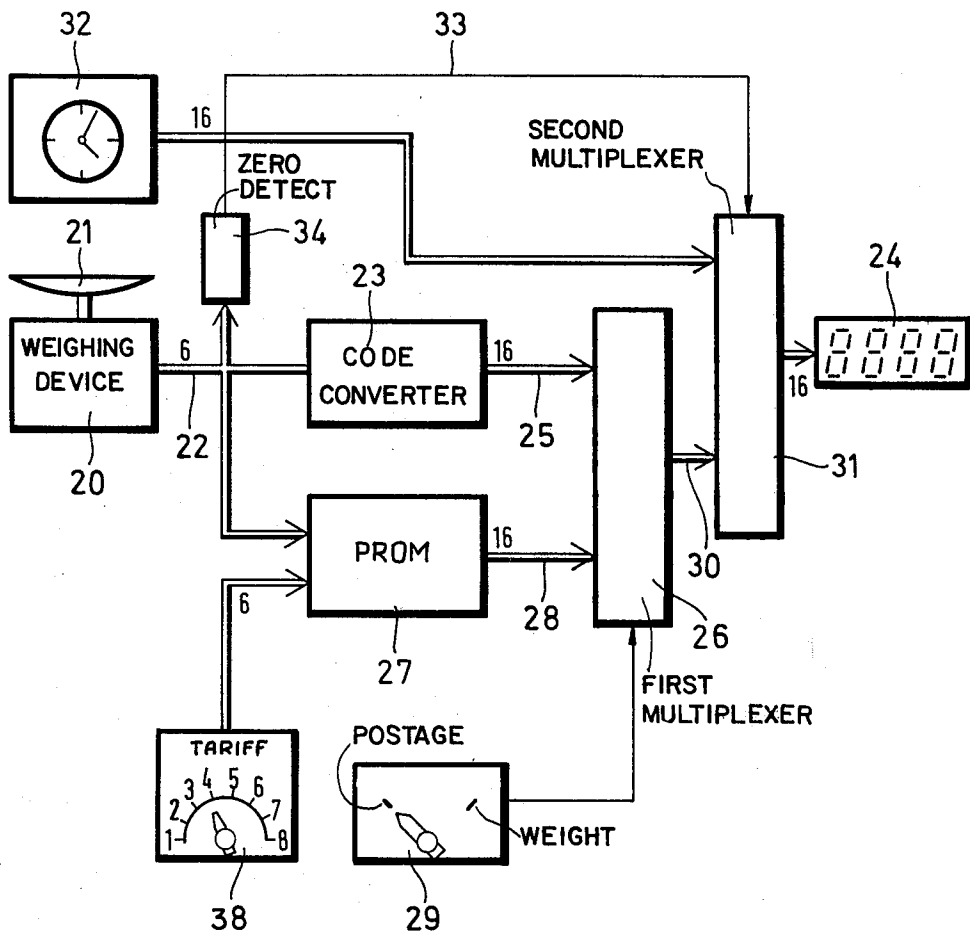 32
33
16
SECOND
MULTIPLEXER
ZERO
DETECT
34
21
23
24
WEIGHING
DEVICE
6
22
CODE
CONVERTER
16
25
8888
16
20
31
PROM
16
28
30
27
26
6
FIRST
MULTIPLEXER
TARIFF
1 2 3 4 5 6 7 8
POSTAGE
WEIGHT
38
29